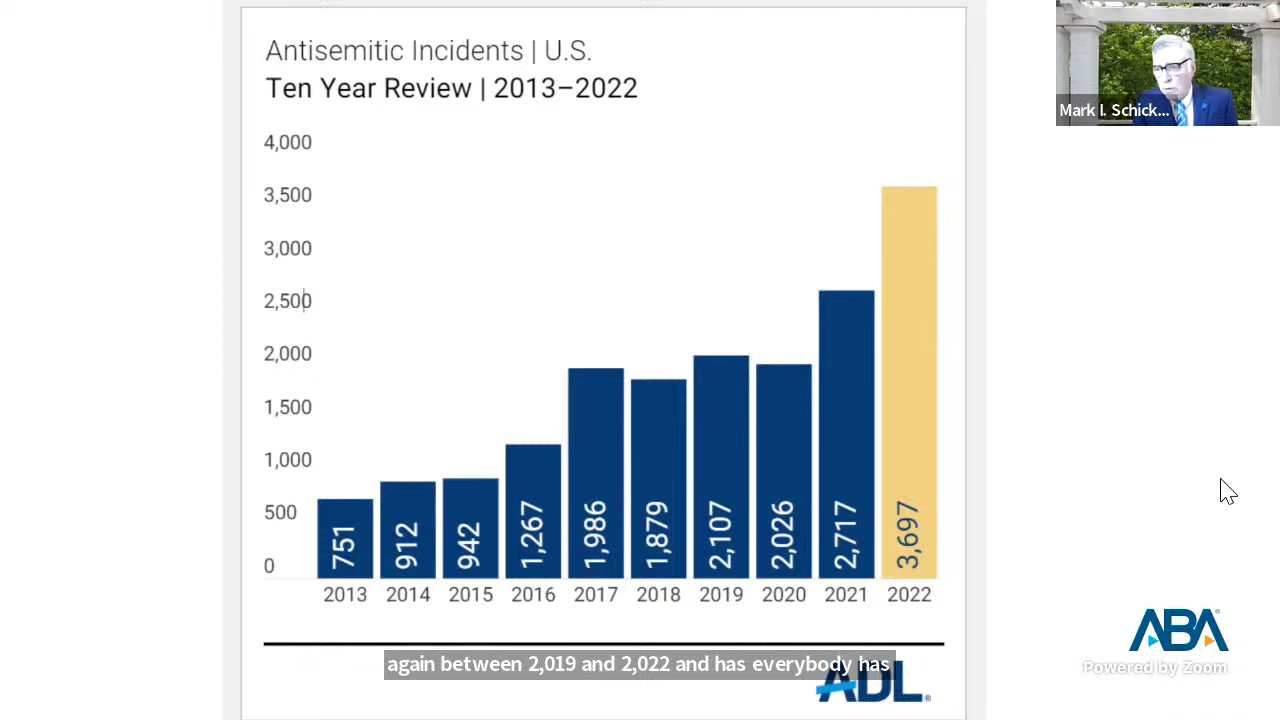 Antisemitic Incidents | U.S.
Ten Year Review | 2013–2022
4,000
3,500
3,000
2,500
2,000
1,500
1,000
500
0
751
912
942
1,267
1,986
1,879
2,107
2,026
2,717
3,697
2013 2014 2015 2016 2017 2018 2019 2020 2021 2022
again between 2,019 and 2,022 and has everybody has
ADL®
Mark I. Schick...
ABA®
Powered by Zoom